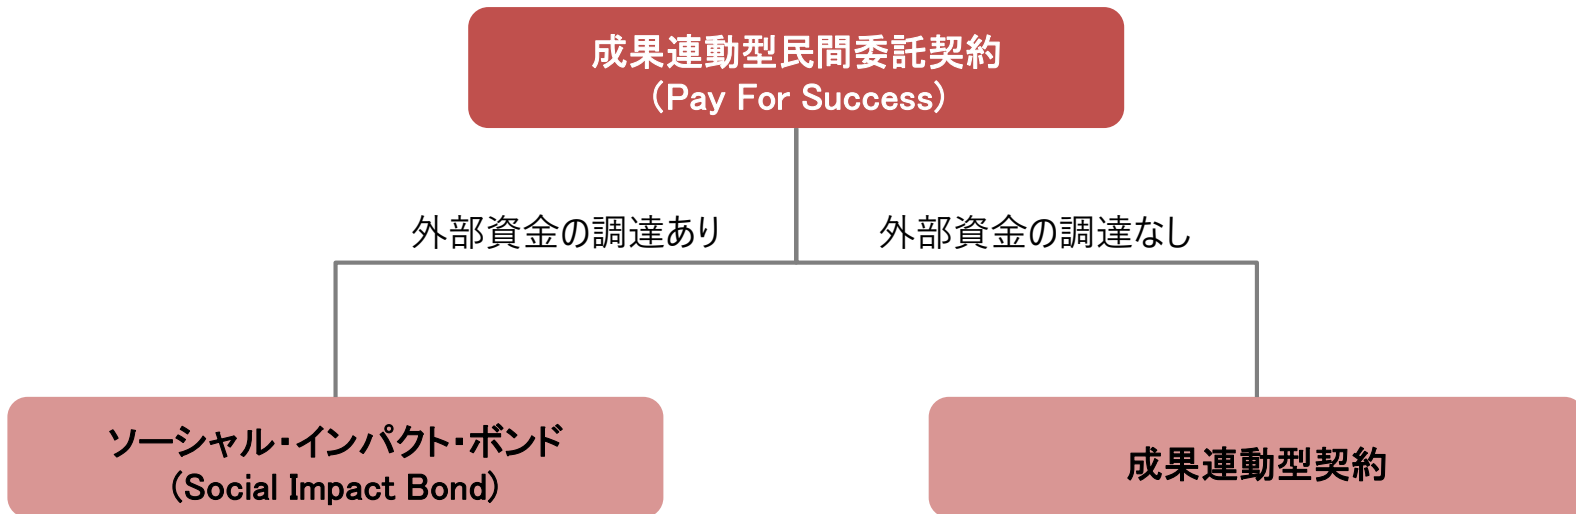 成果連動型民間委託契約
（Pay For Success）
外部資金の調達あり
外部資金の調達なし
ソーシャル・インパクト・ボンド
（Social Impact Bond）
成果連動型契約